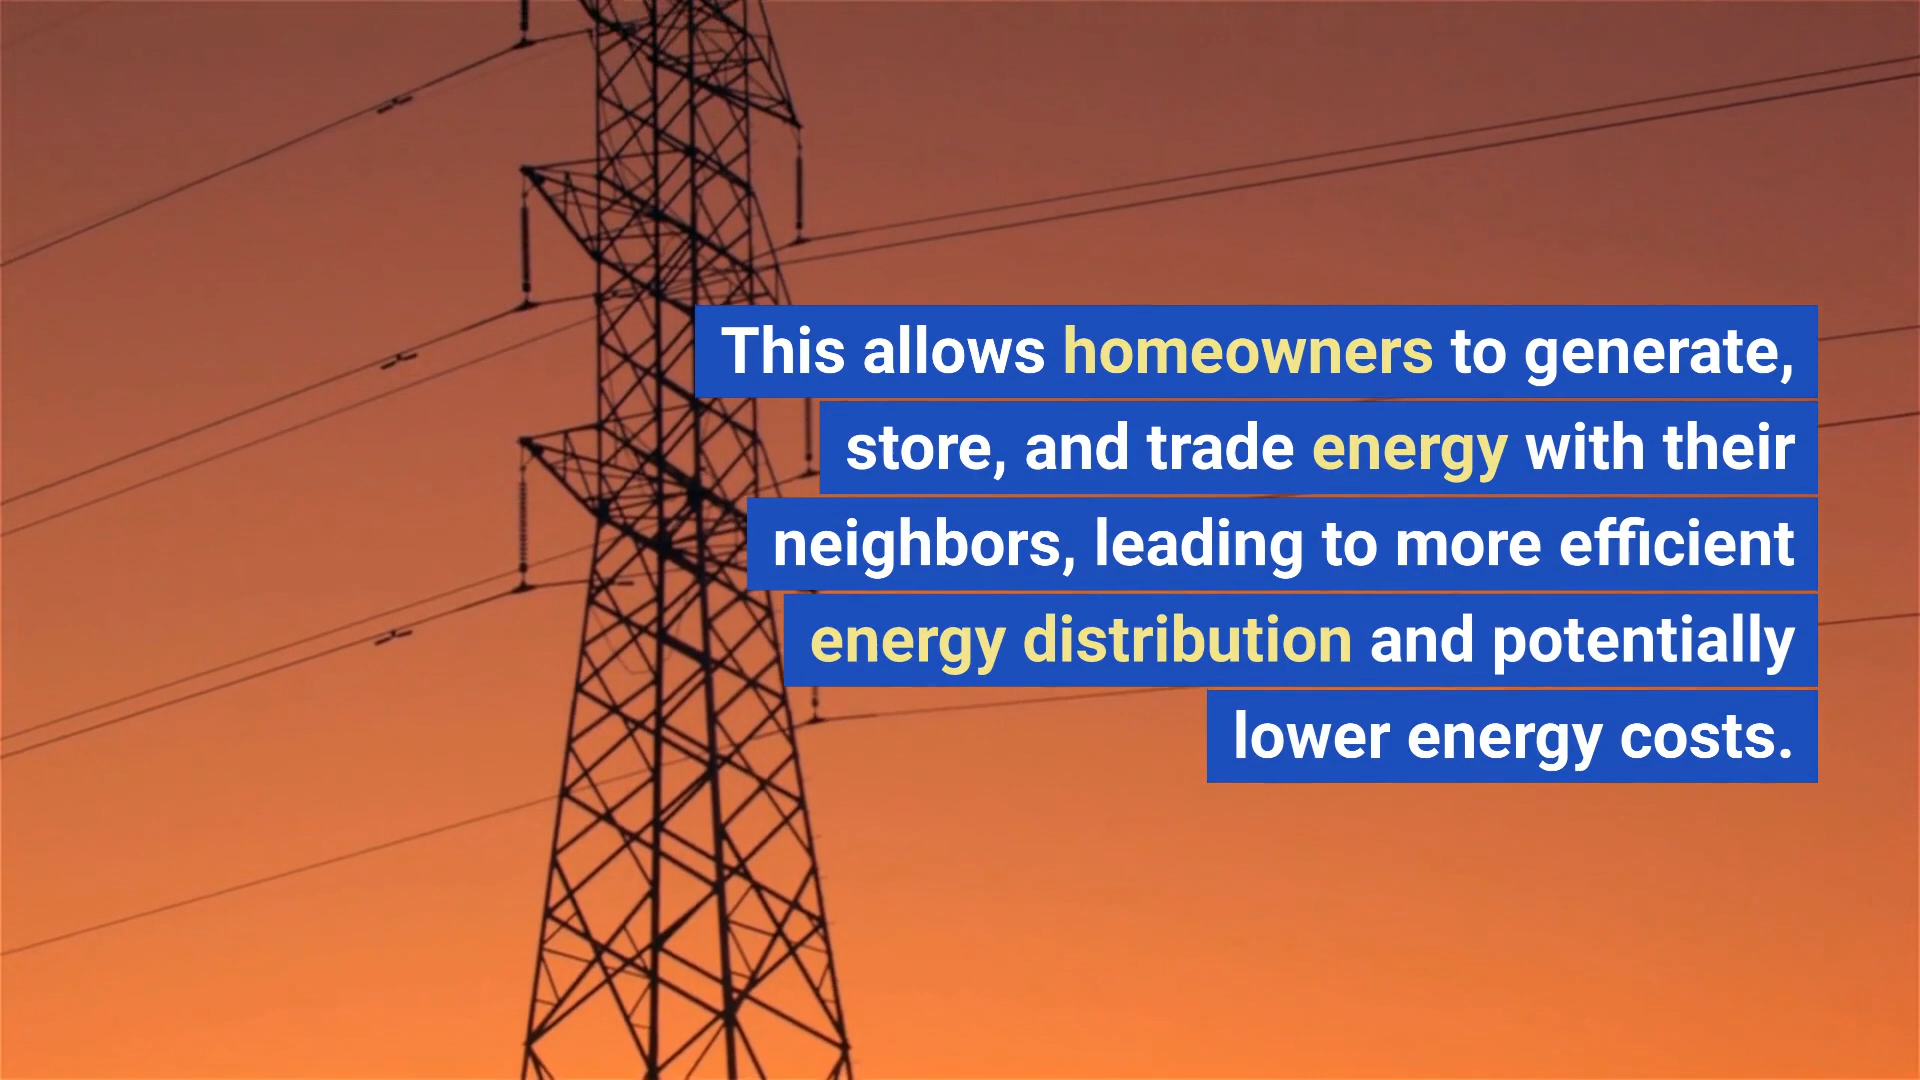 This allows homeowners to generate,
store, and trade energy with their
neighbors, leading to more efficient
energy distribution and potentially
lower energy costs.